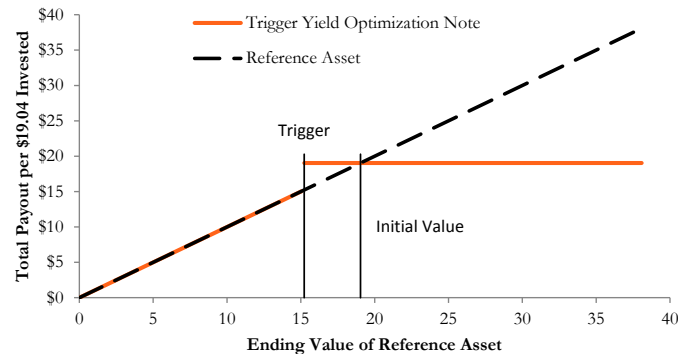 Trigger Yield Optimization Note
Reference Asset
Total Payout per $19.04 Invested
$40
$35
$30
$25
$20
$15
$10
$5
$0
Trigger
Initial Value
0 5 10 15 20 25 30 35 40
Ending Value of Reference Asset